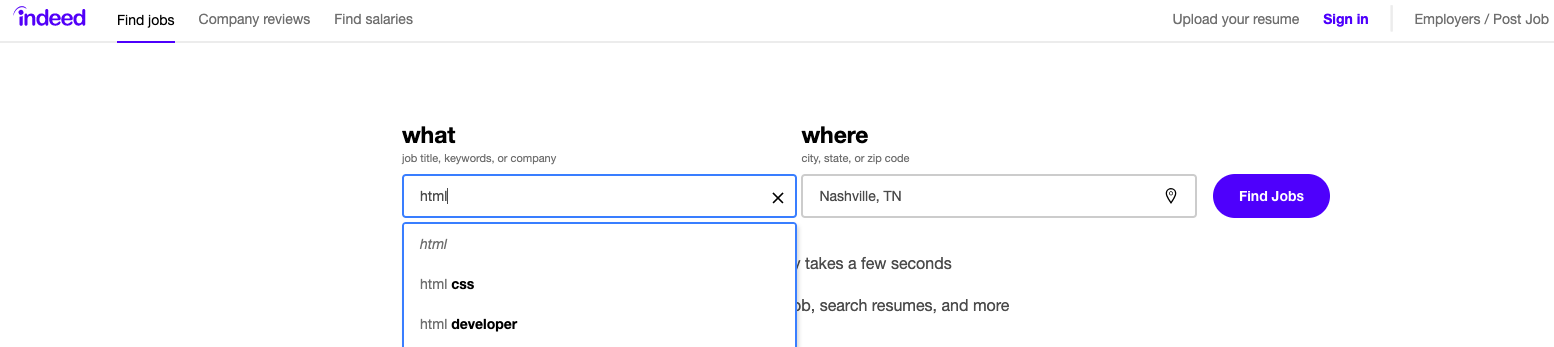 indeed Find jobs Company reviews Find salaries Upload your resume Sign in Employers / Post Job
what where
job title, keywords, or company city, state, or zip code
html Nashville, TN Find Jobs
html
takes a few seconds
html css
search resumes, and more
html developer